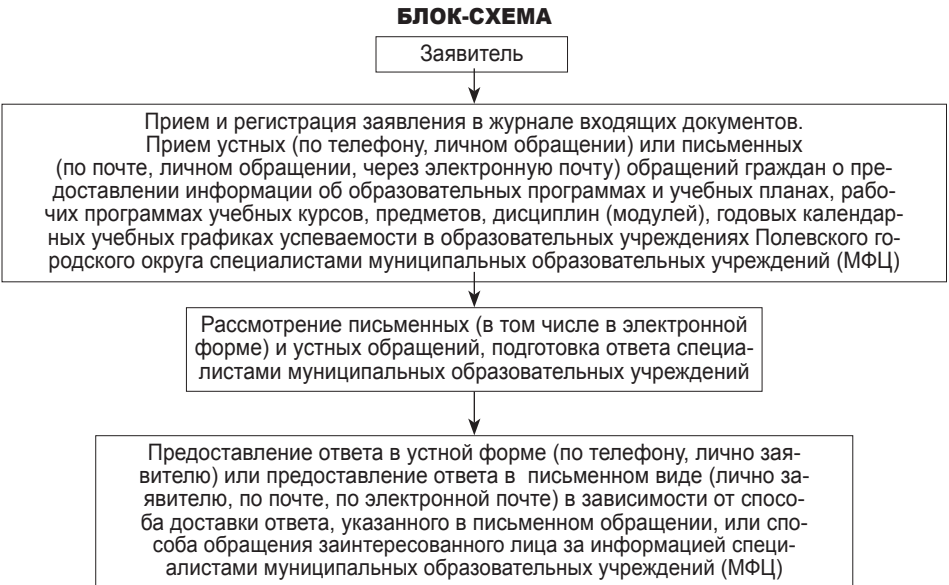 БЛОК-СХЕМА
Заявитель
Прием и регистрация заявления в журнале входящих документов.
Прием устных (по телефону, личном обращении) или письменных
(по почте, личном обращении, через электронную почту) обращений граждан о пре-
доставлении информации об образовательных программах и учебных планах, рабо-
чих программах учебных курсов, предметов, дисциплин (модулей), годовых календар-
ных учебных графиках успеваемости в образовательных учреждениях Полевского го-
родского округа специалистами муниципальных образовательных учреждений (МФЦ)
Рассмотрение письменных (в том числе в электронной
форме) и устных обращений, подготовка ответа специа-
листами муниципальных образовательных учреждений
Предоставление ответа в устной форме (по телефону, лично зая-
вителю) или предоставление ответа в письменном виде (лично за-
явителю, по почте, по электронной почте) в зависимости от спосо-
ба доставки ответа, указанного в письменном обращении, или спо-
соба обращения заинтересованного лица за информацией специ-
алистами муниципальных образовательных учреждений (МФЦ)